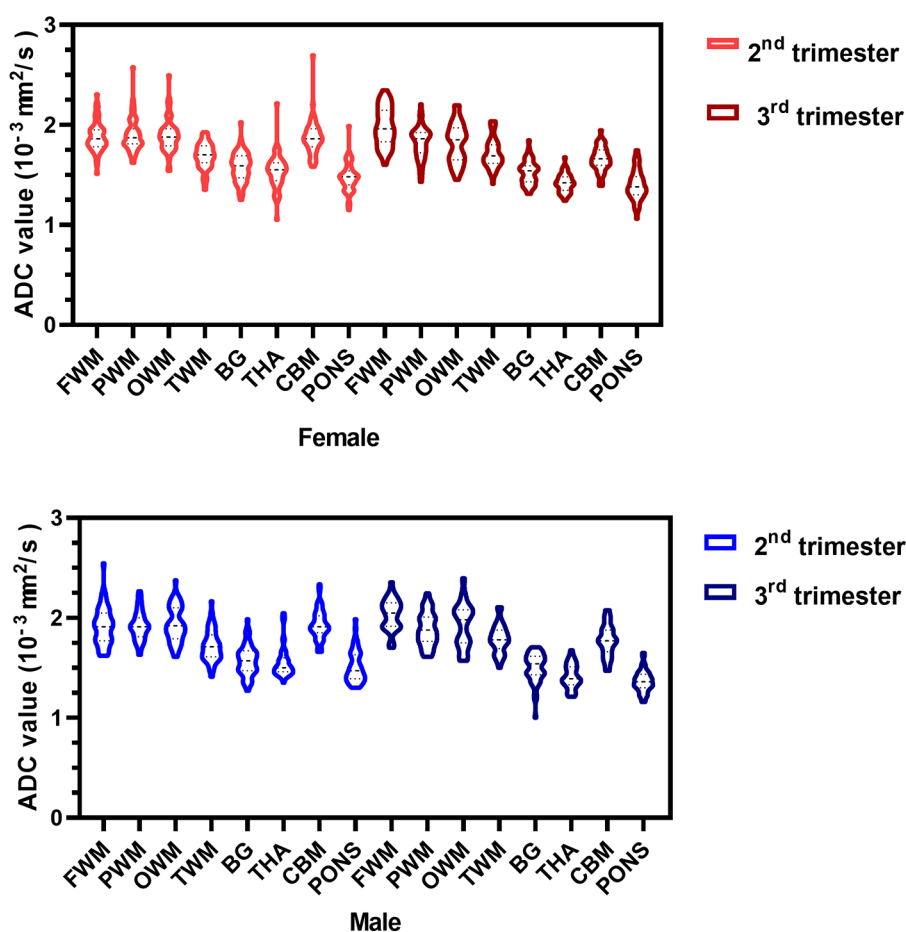 3
2
1
0
ADC value (10⁻³ mm²/s)
FWM PWM OWM TWM BG THA CBM PONS FWM PWM OWM TWM BG THA CBM PONS
Female
2nd trimester
3rd trimester
3
2
1
0
ADC value (10⁻³ mm²/s)
FWM PWM OWM TWM BG THA CBM PONS FWM PWM OWM TWM BG THA CBM PONS
Male
2nd trimester
3rd trimester